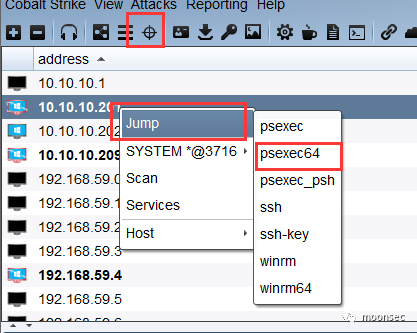 Cobalt Strike View Attacks Reporting Help
address
10.10.10.1
10.10.10.20
10.10.10.202
10.10.10.209
192.168.59.0
192.168.59.
192.168.59.3
192.168.59.4
192.168.59.5
192.168.59.6
Jump
SYSTEM *@3716
Scan
Services
Host
psexec
psexec64
psexec_psh
ssh
ssh-key
winrm
winrm64
moonsec